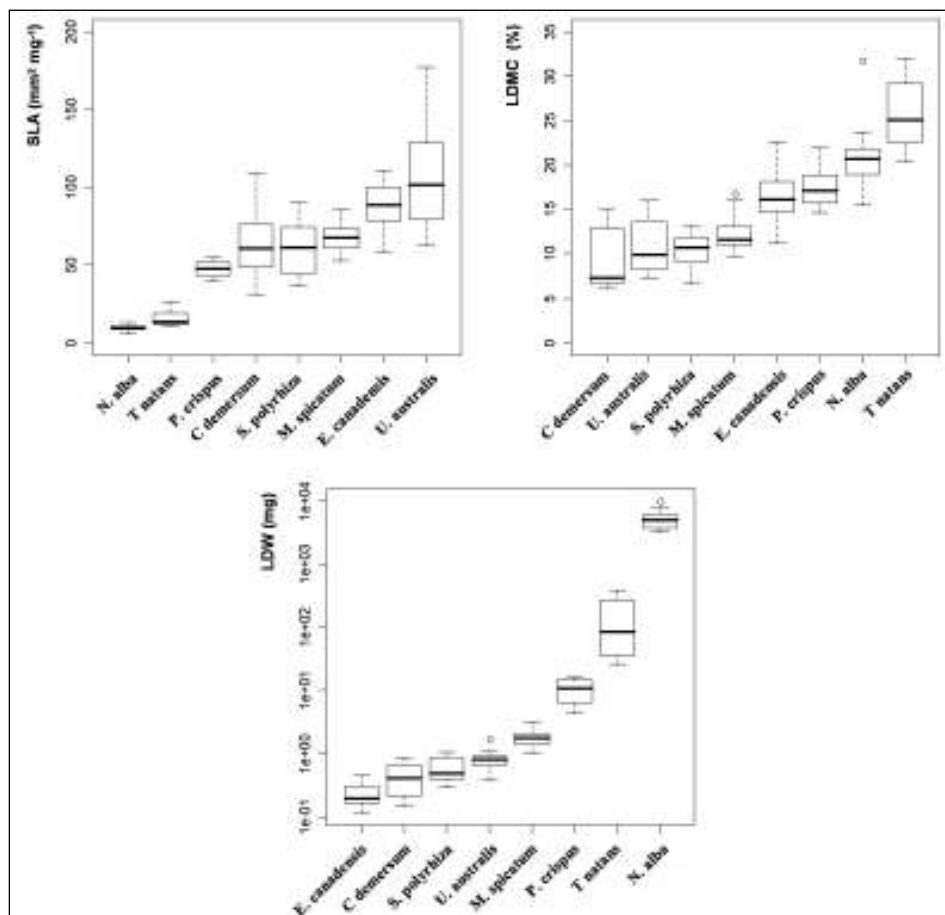 SLA (mm² mg⁻¹)
200
150
100
50
0
N. alba
T natans
P. crispus
C demersum
S. polyrhiza
M. spicatum
E. canadensis
U. australis
LDMC (%)
35
30
25
20
15
10
5
0
C demersum
U. australis
S. polyrhiza
M. spicatum
E. canadensis
P. crispus
N. alba
T natans
LDW (mg)
1e+04
1e+03
1e+02
1e+01
1e+00
1e-01
E. canadensis
C demersum
S. polyrhiza
U. australis
M. spicatum
P. crispus
T natans
N. alba